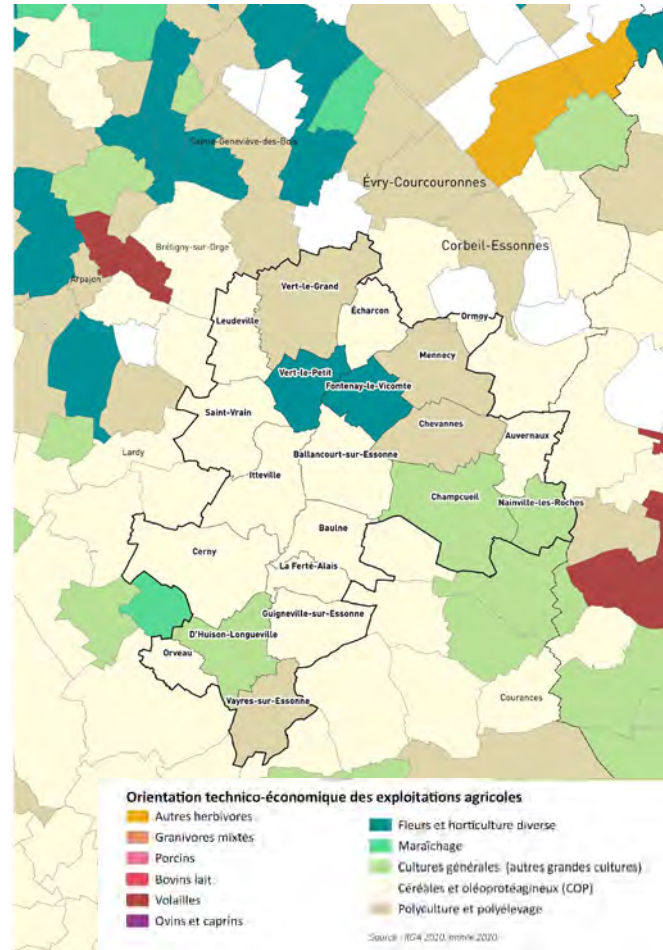 Sainte-Geneviève-des-Bois
Évry-Courcouronnes
Brétigny-sur-Orge
Corbeil-Essonnes
Arpajon
Vert-le-Grand
Écharcon
Ormoy
Leudeville
Mennecy
Vert-le-Petit
Fontenay-le-Vicomte
Saint-Vrain
Chevannes
Auvernaux
Lardy
Ballancourt-sur-Essonne
Itteville
Champcueil
Nainville-les-Roches
Baulne
Cerny
La Ferté-Alais
Guigneville-sur-Essonne
D'Huison-Longueville
Orveau
Vayres-sur-Essonne
Courances
Orientation technico-économique des exploitations agricoles
Autres herbivores
Granivores mixtes
Porcins
Bovins lait
Volailles
Ovins et caprins
Fleurs et horticulture diverse
Maraîchage
Cultures générales (autres grandes cultures)
Céréales et oléoprotéagineux (COP)
Polyculture et polyélevage
Source : RGA 2020, 2020